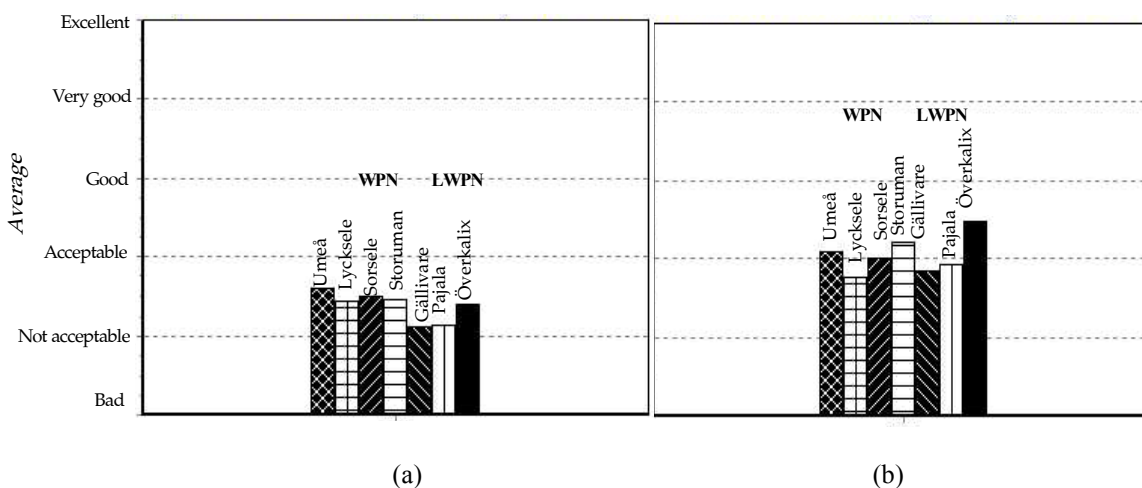 Excellent
Very good
Good
Acceptable
Not acceptable
Bad
Average
WPN LWPN
Umeå
Lycksele
Sorsele
Storuman
Gällivare
Pajala
Överkalix
WPN LWPN
Umeå
Lycksele
Sorsele
Storuman
Gällivare
Pajala
Överkalix
(a) (b)